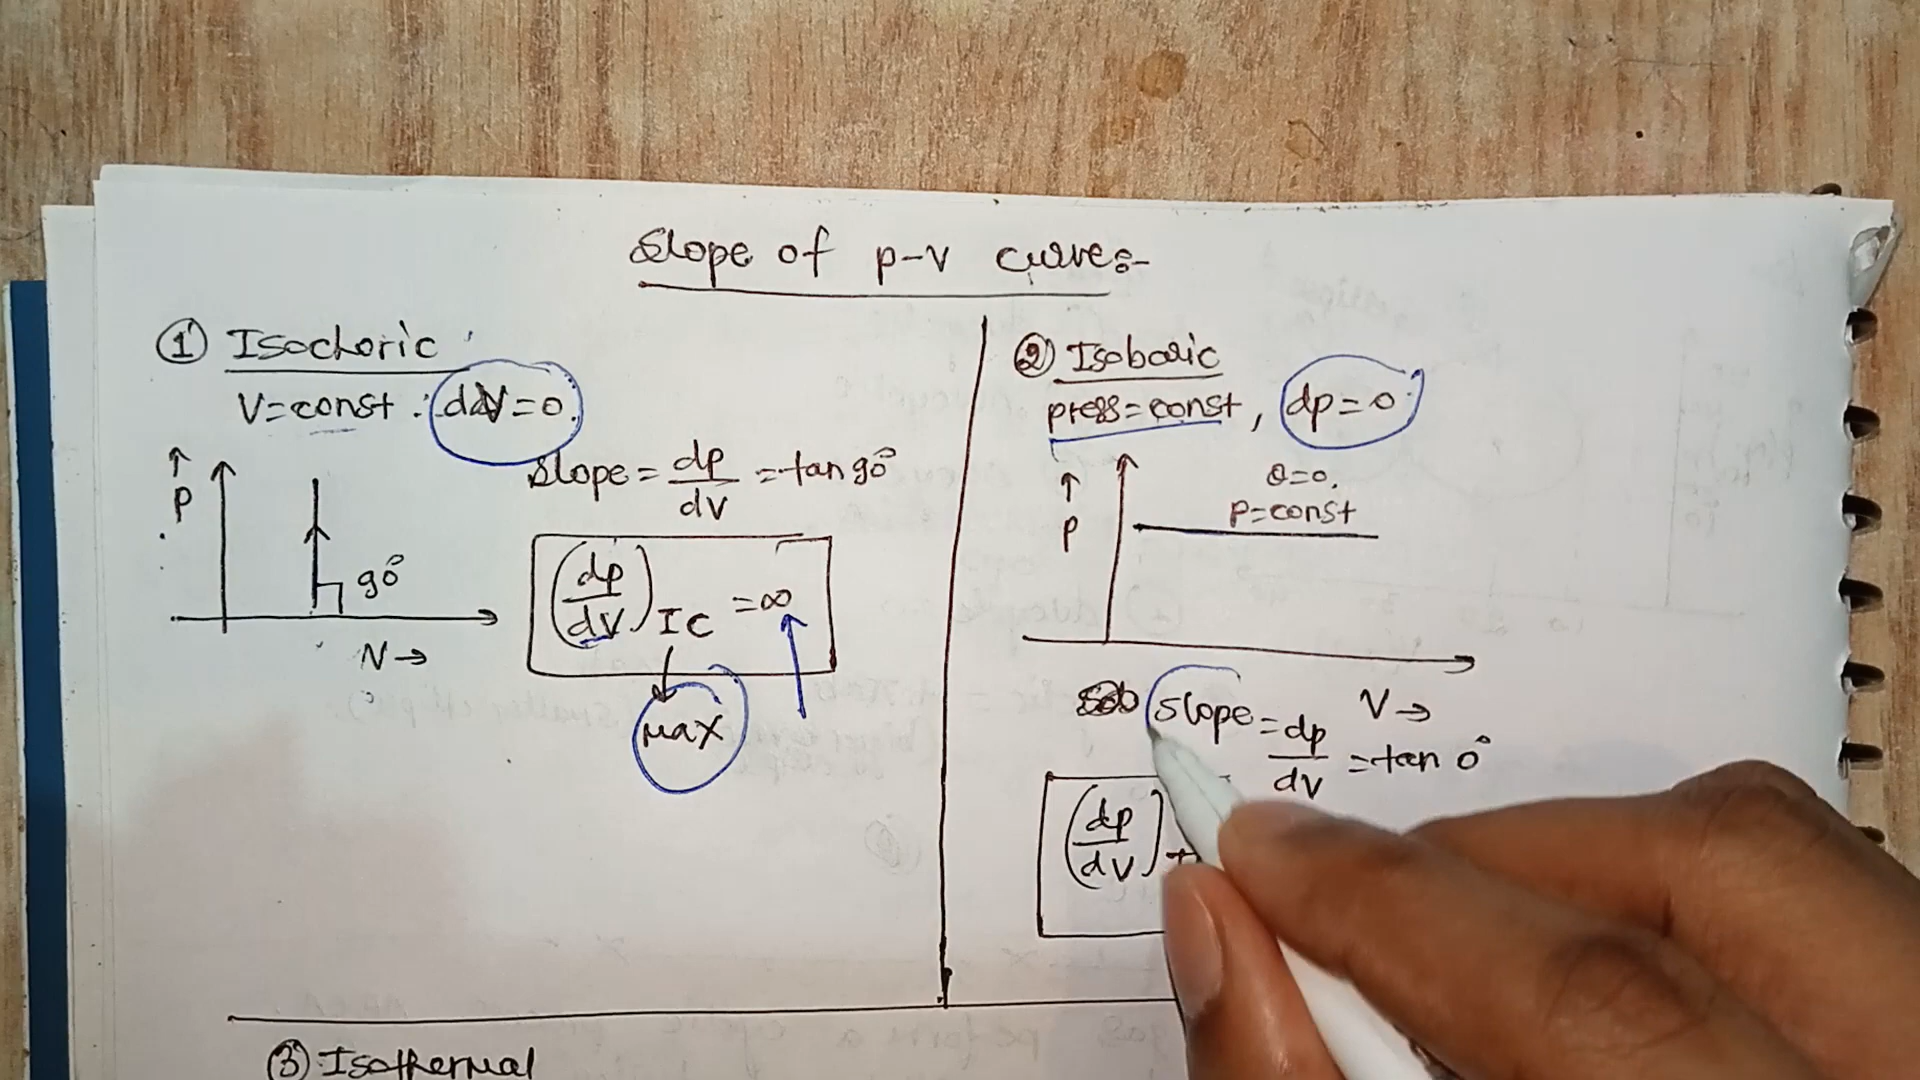 Slope of p-v curves:-
① Isochoric
V=const ∴ dV=0.
Slope = dp/dV = tan 90°
↑ P
90°
V→
(dp/dV) IC = ∞
Max
② Isobaric
press=const, dp=0
↑ P
θ=0.
P=const
V→
Slope = dp/dV = tan 0°
(dp/dV)
③ Isothermal